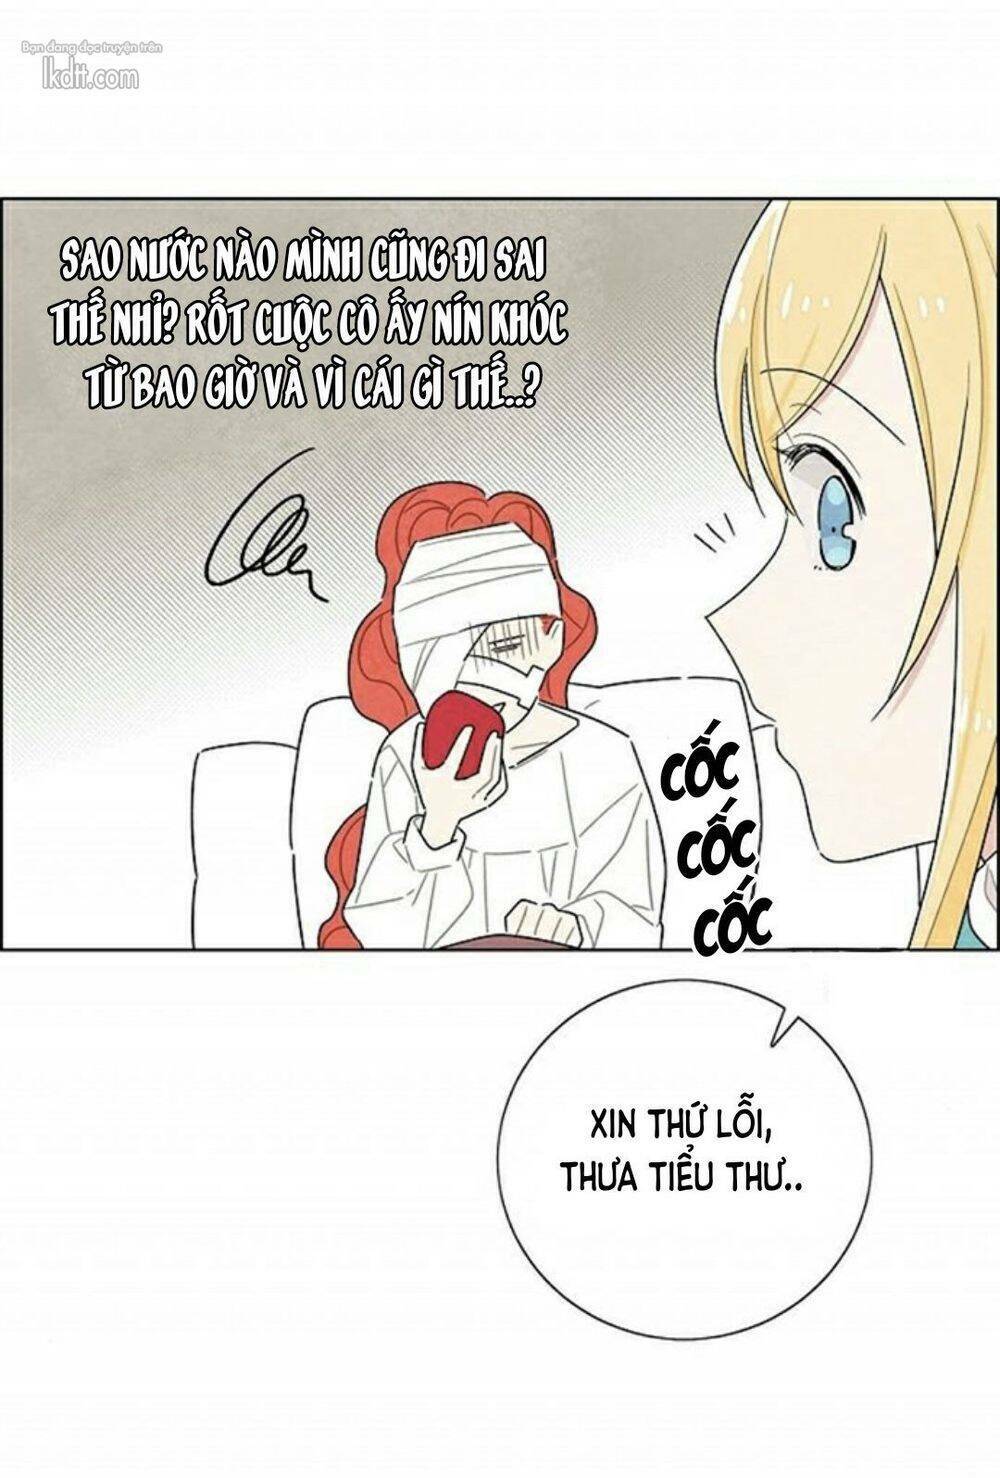 Bạn đang đọc truyện trên
lkdtt.com
SAO NƯỚC NÀO MÌNH CŨNG ĐI SAI
THẾ NHỈ? RỐT CUỘC CÔ ẤY NÍN KHÓC
TỪ BAO GIỜ VÀ VÌ CÁI GÌ THẾ..?
CỐC
CỐC
CỐC
XIN THỨ LỖI,
THƯA TIỂU THƯ..